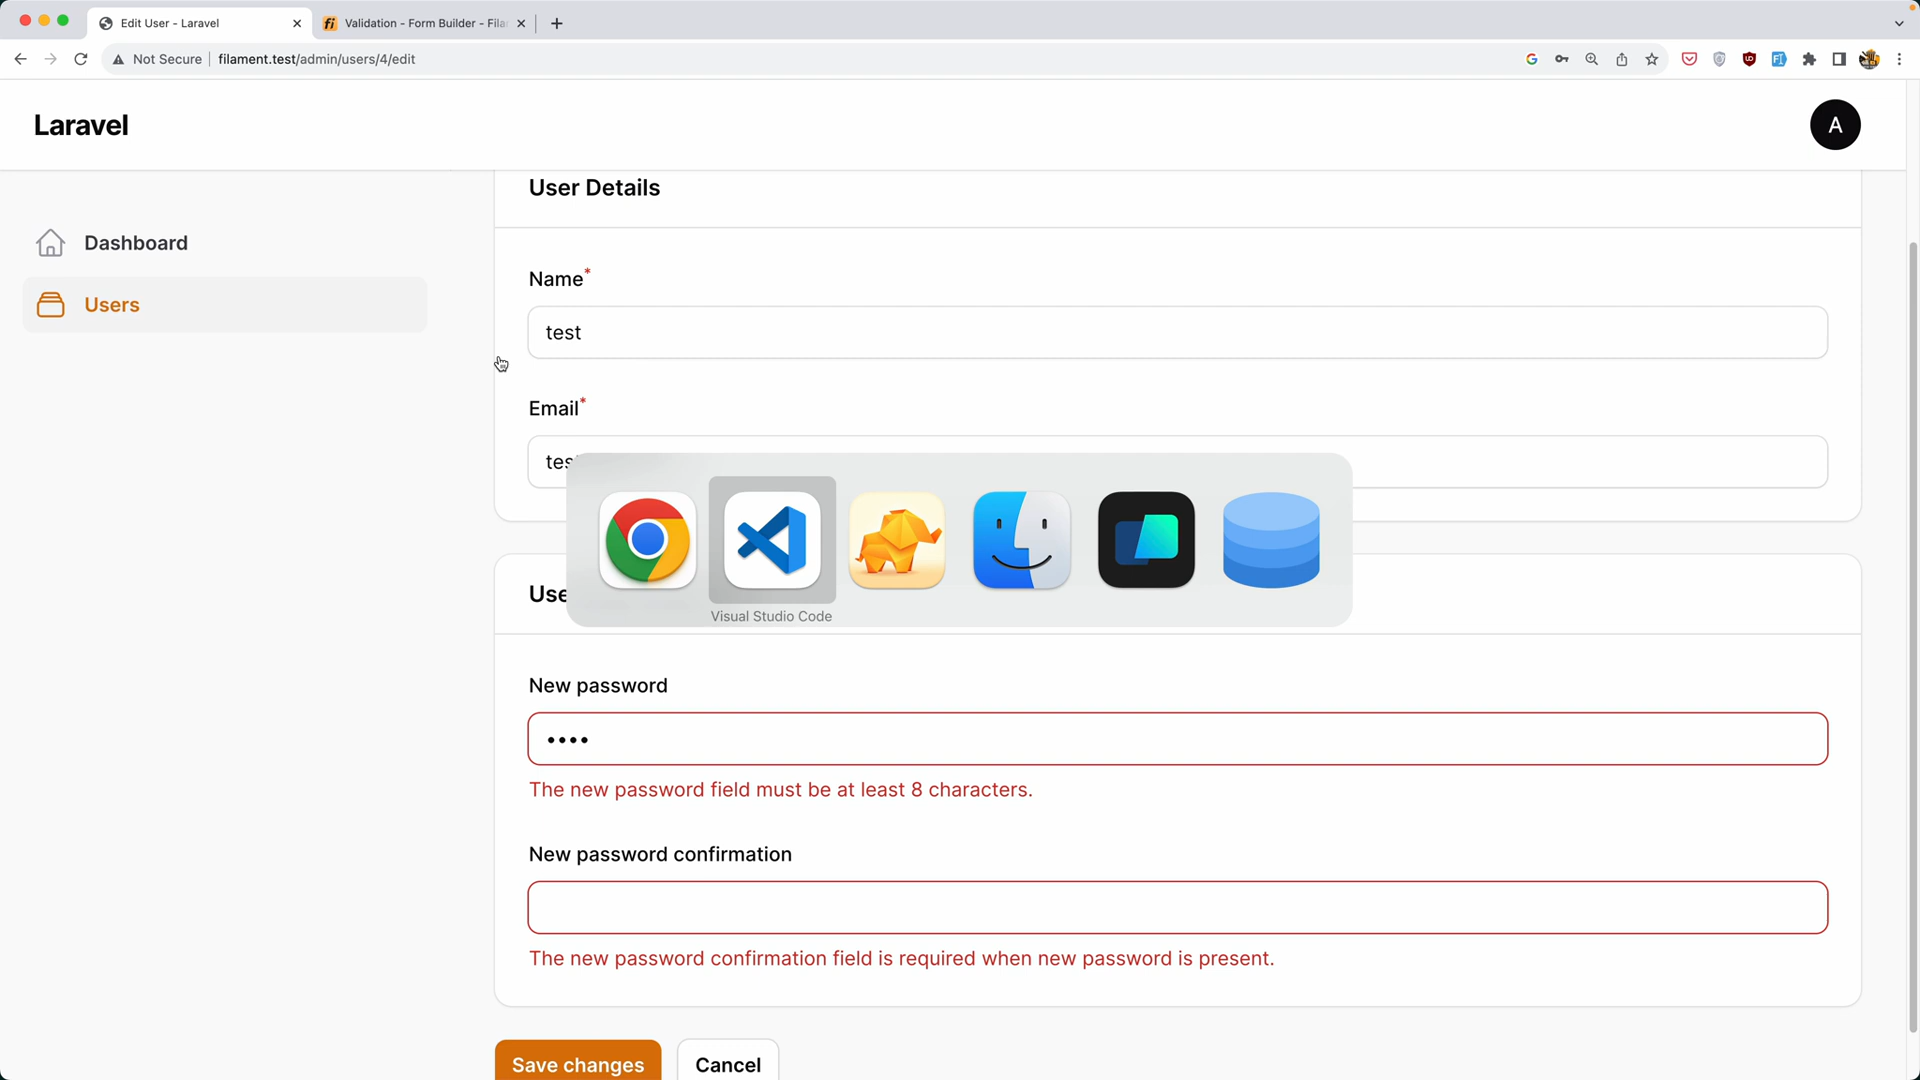 Edit User - Laravel
Validation - Form Builder - Fila
Not Secure
filament.test/admin/users/4/edit
Laravel
A
User Details
Dashboard
Users
Name*
test
Email*
tes
Visual Studio Code
Use
New password
••••
The new password field must be at least 8 characters.
New password confirmation
The new password confirmation field is required when new password is present.
Save changes
Cancel